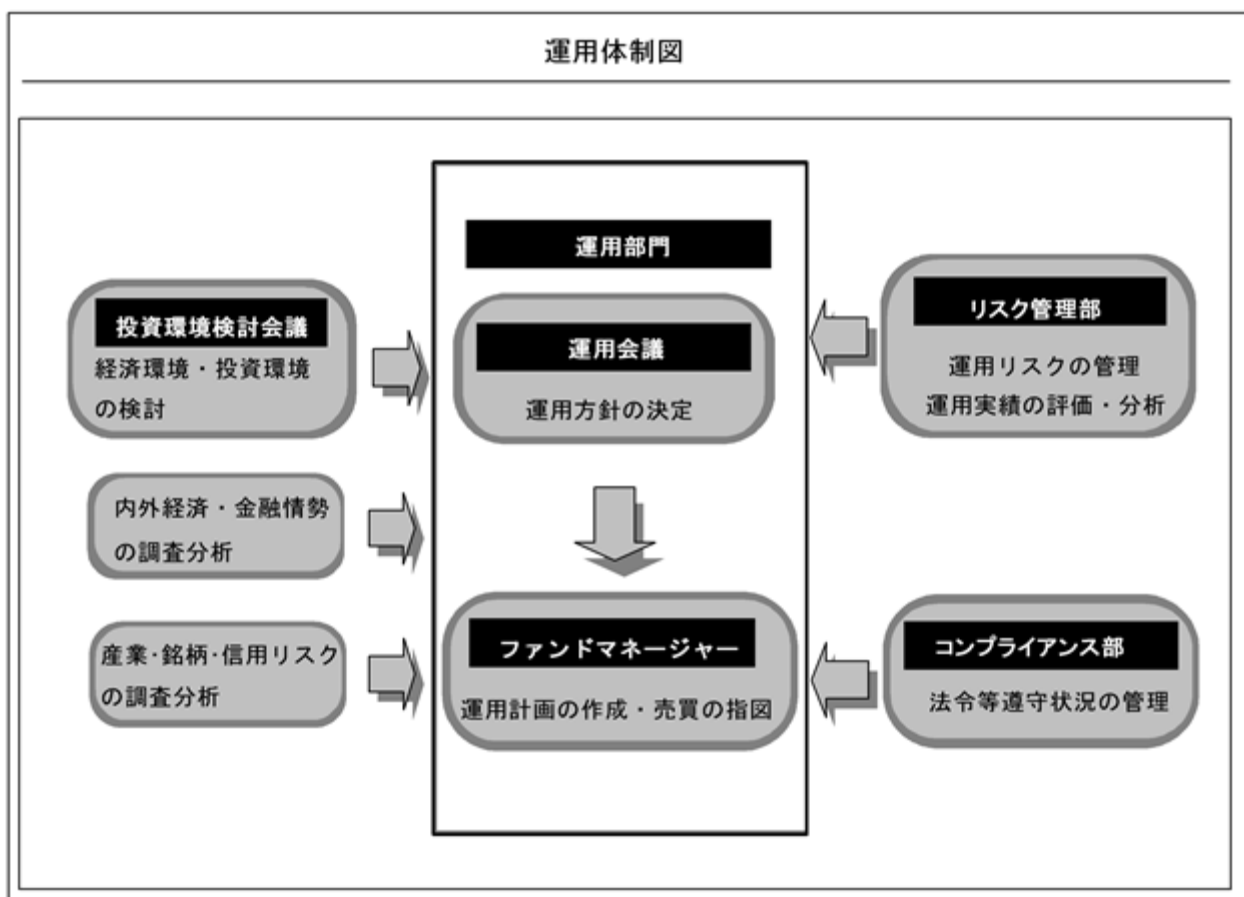 運用体制図
運用部門
投資環境検討会議
経済環境・投資環境
の検討
運用会議
運用方針の決定
リスク管理部
運用リスクの管理
運用実績の評価・分析
内外経済・金融情勢
の調査分析
産業・銘柄・信用リスク
の調査分析
ファンドマネージャー
運用計画の作成・売買の指図
コンプライアンス部
法令等遵守状況の管理